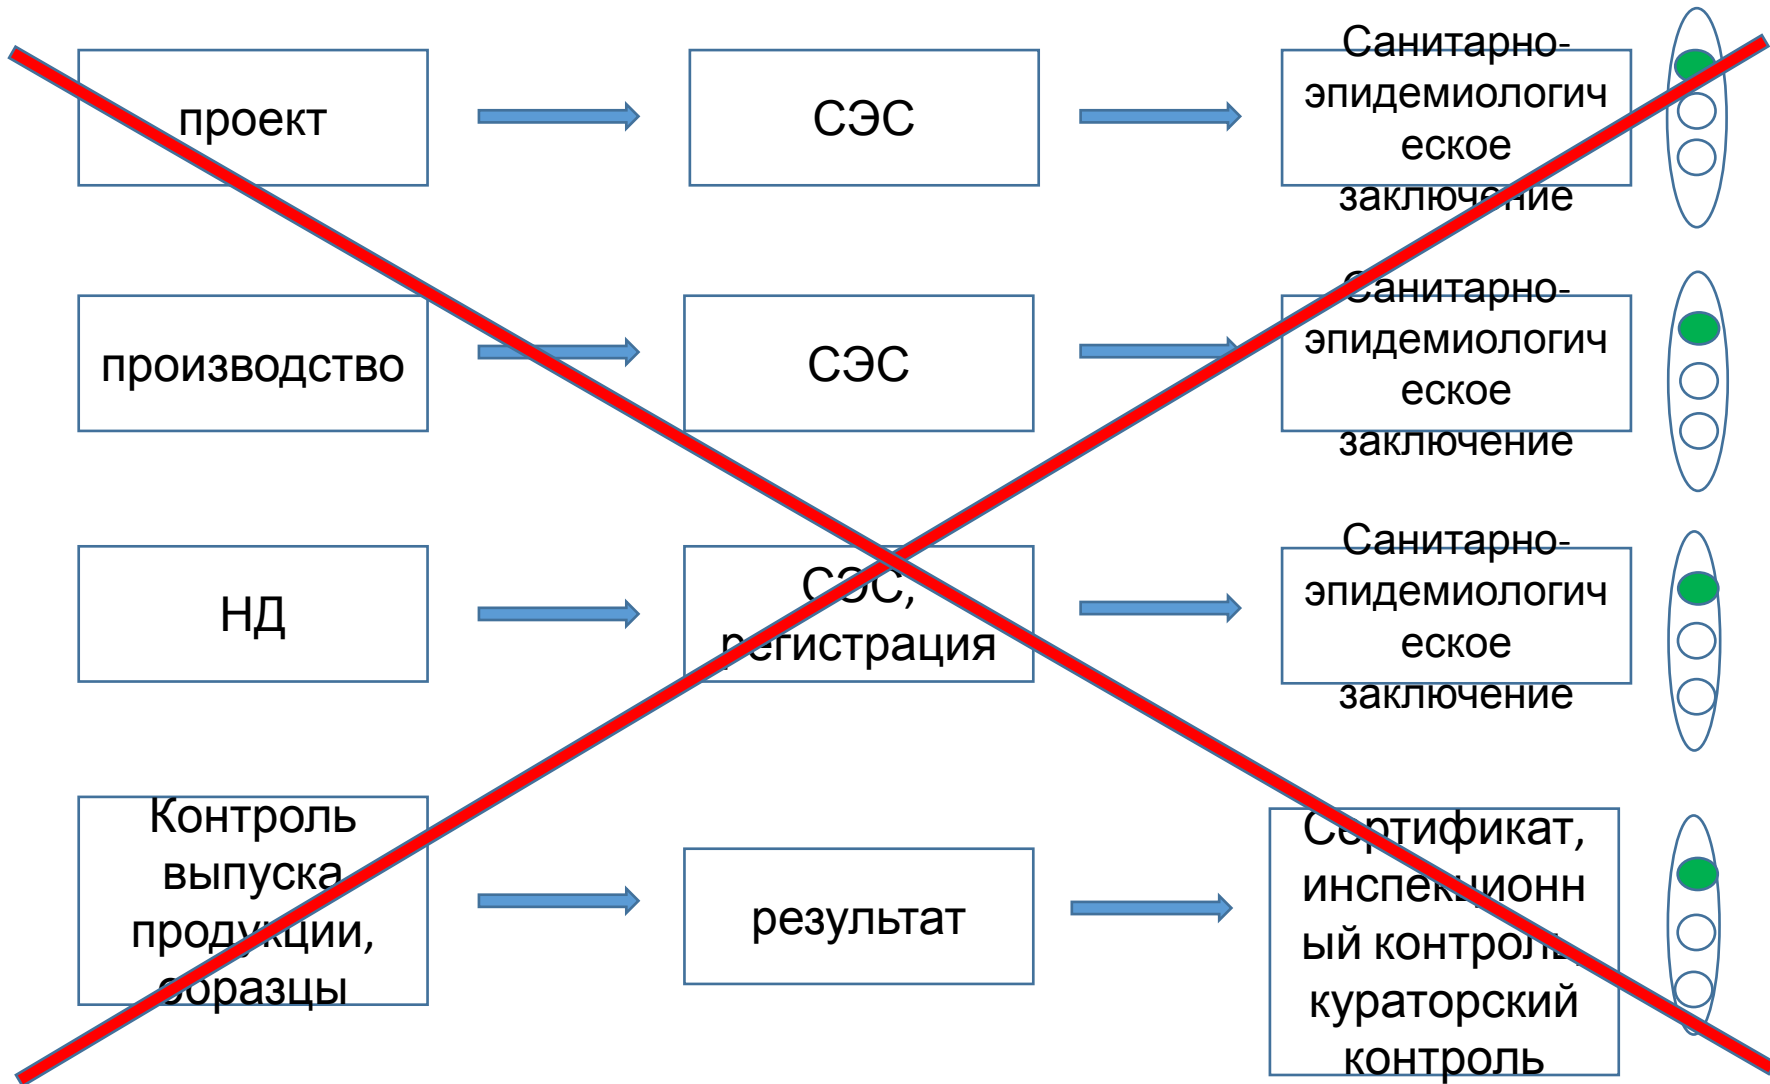 проект
СЭС
Санитарно-
эпидемиологич
еское
заключение
производство
СЭС
Санитарно-
эпидемиологич
еское
заключение
НД
СЭС,
регистрация
Санитарно-
эпидемиологич
еское
заключение
Контроль
выпуска
продукции,
образцы
результат
Сертификат,
инспекционн
ый контроль,
кураторский
контроль